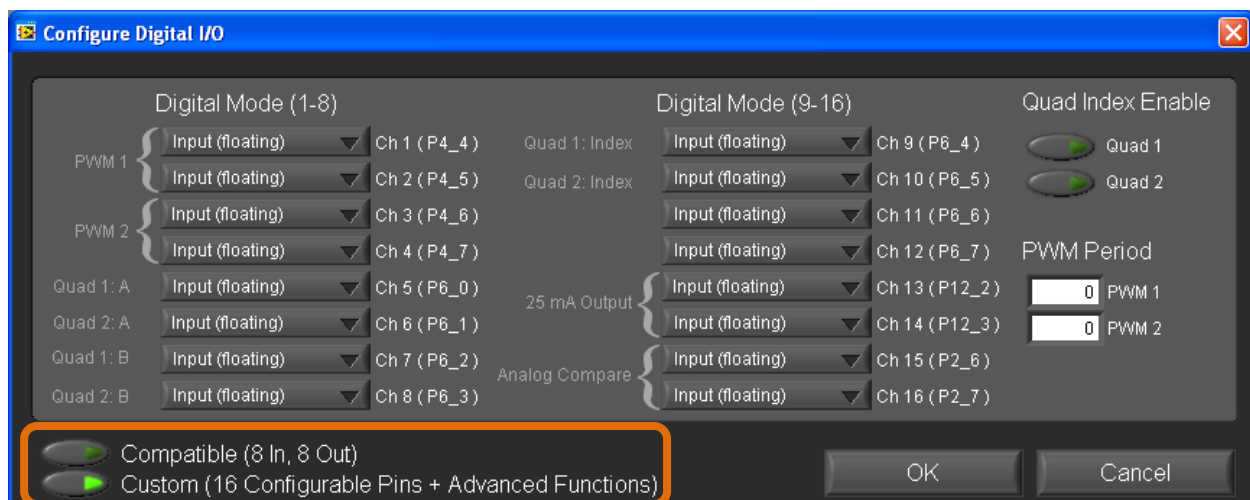 Configure Digital I/O
Digital Mode (1-8)
Digital Mode (9-16)
Quad Index Enable
PWM 1
Input (floating)
Ch 1 ( P4_4)
Input (floating)
Ch 2 ( P4_5)
PWM 2
Input (floating)
Ch 3 ( P4_6)
Input (floating)
Ch 4 ( P4_7)
Quad 1: A
Input (floating)
Ch 5 ( P6_0)
Quad 2: A
Input (floating)
Ch 6 ( P6_1)
Quad 1: B
Input (floating)
Ch 7 ( P6_2)
Quad 2: B
Input (floating)
Ch 8 ( P6_3)
Quad 1: Index
Input (floating)
Ch 9 ( P6_4)
Quad 2: Index
Input (floating)
Ch 10 ( P6_5)
Input (floating)
Ch 11 ( P6_6)
Input (floating)
Ch 12 ( P6_7)
25 mA Output
Input (floating)
Ch 13 ( P12_2)
Input (floating)
Ch 14 ( P12_3)
Analog Compare
Input (floating)
Ch 15 ( P2_6)
Input (floating)
Ch 16 ( P2_7)
Quad 1
Quad 2
PWM Period
0 PWM 1
0 PWM 2
Compatible (8 In, 8 Out)
Custom (16 Configurable Pins + Advanced Functions)
OK
Cancel